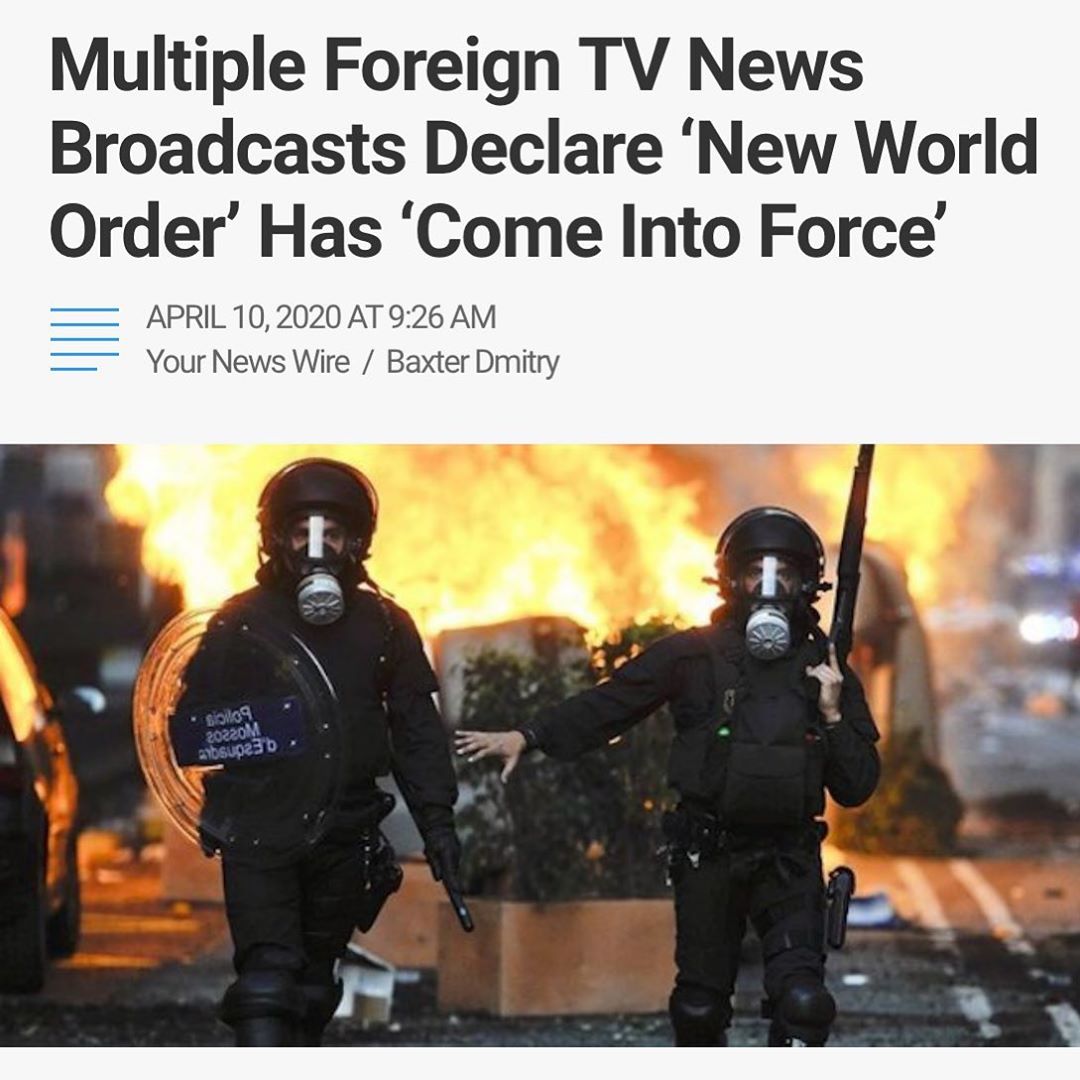 Multiple Foreign TV News
Broadcasts Declare ‘New World
Order’ Has ‘Come Into Force’
APRIL 10, 2020 AT 9:26 AM
Your News Wire / Baxter Dmitry
Policia
Mossos
d'Esquadra